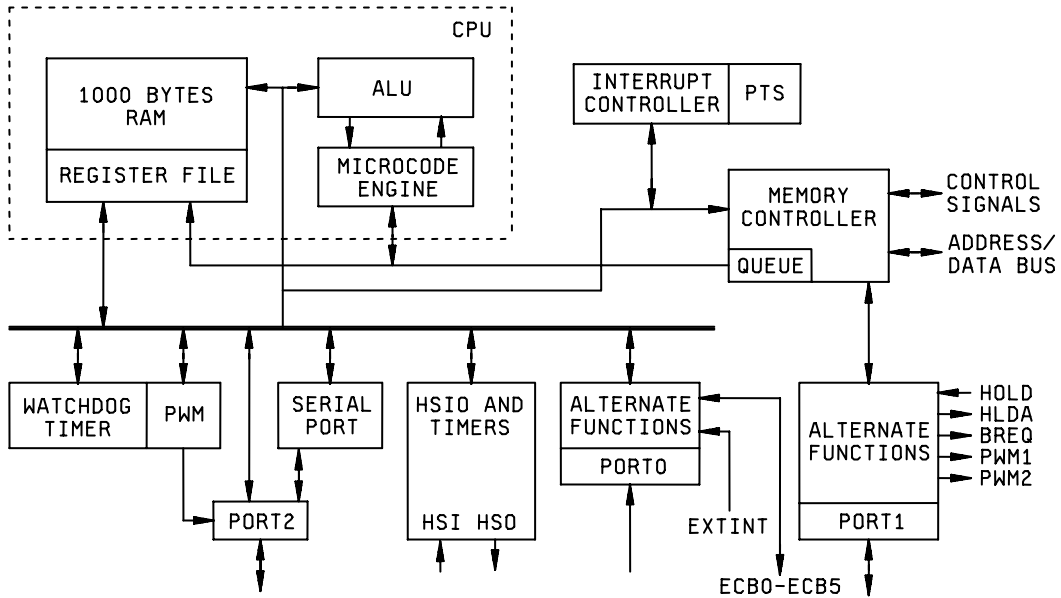 CPU
1000 BYTES
RAM
REGISTER FILE
ALU
MICROCODE
ENGINE
INTERRUPT
CONTROLLER
PTS
MEMORY
CONTROLLER
QUEUE
CONTROL
SIGNALS
ADDRESS/
DATA BUS
WATCHDOG
TIMER
PWM
SERIAL
PORT
PORT2
HSIO AND
TIMERS
HSI HSO
ALTERNATE
FUNCTIONS
PORT0
EXTINT
ECB0-ECB5
ALTERNATE
FUNCTIONS
PORT1
HOLD
HLDA
BREQ
PWM1
PWM2